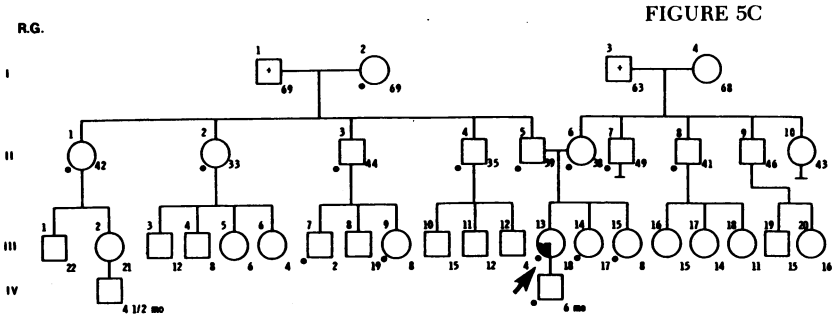 FIGURE 5C
R.G.
1 2 3 4
I + +
69 69 63 68
1 2 3 4 5 6 7 8 9 10
II
42 33 44 35 39 38 49 41 46 43
1 2 3 4 5 6 7 8 9 10 11 12 13 14 15 16 17 18 19 20
III
22 21 12 8 6 4 2 19 8 15 12 4 18 17 8 15 14 11 15 16
IV
4 1/2 mo 6 mo